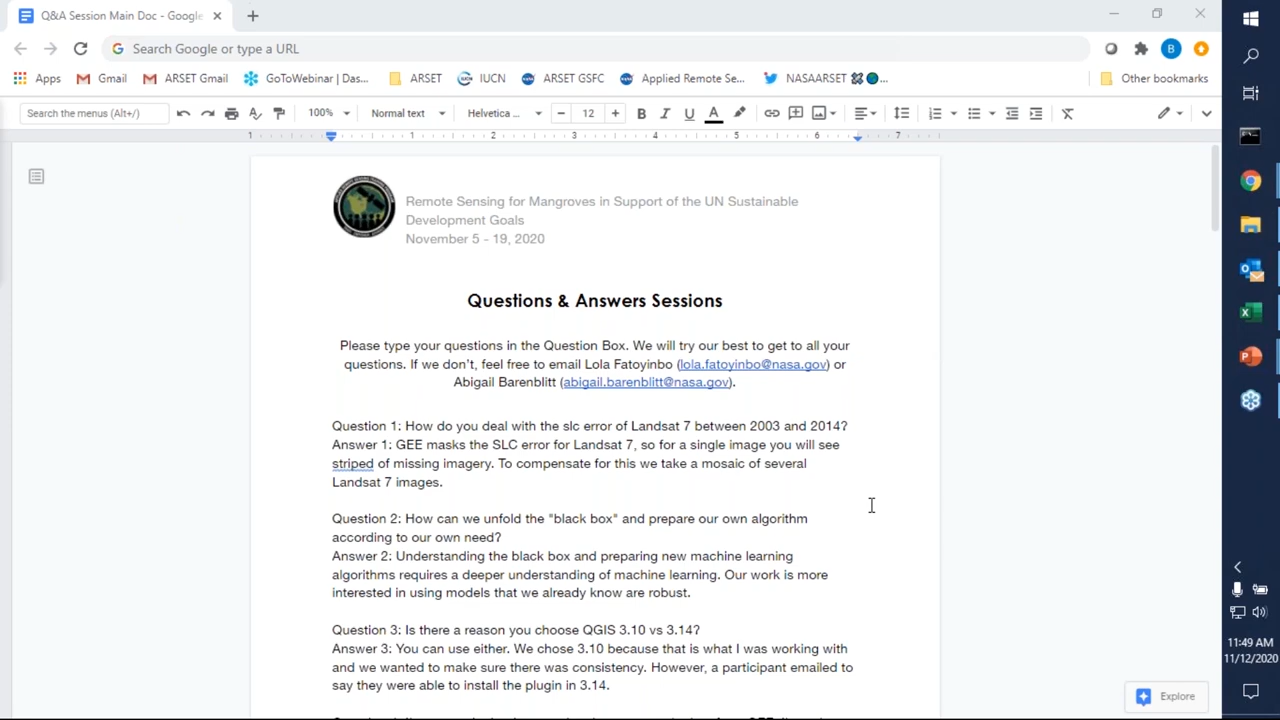 Q&A Session Main Doc - Google
Search Google or type a URL
B
Apps
Gmail
ARSET Gmail
GoToWebinar | Das...
ARSET
IUCN
ARSET GSFC
Applied Remote Se...
NASAARSET
...
Other bookmarks
Search the menus (Alt+/)
100%
Normal text
Helvetica ...
12
B
I
U
A
1 1 2 3 4 5 6 7
Remote Sensing for Mangroves in Support of the UN Sustainable
Development Goals
November 5 - 19, 2020
Questions & Answers Sessions
Please type your questions in the Question Box. We will try our best to get to all your
questions. If we don't, feel free to email Lola Fatoyinbo (lola.fatoyinbo@nasa.gov) or
Abigail Barenblitt (abigail.barenblitt@nasa.gov).
Question 1: How do you deal with the slc error of Landsat 7 between 2003 and 2014?
Answer 1: GEE masks the SLC error for Landsat 7, so for a single image you will see
striped of missing imagery. To compensate for this we take a mosaic of several
Landsat 7 images.
Question 2: How can we unfold the "black box" and prepare our own algorithm
according to our own need?
Answer 2: Understanding the black box and preparing new machine learning
algorithms requires a deeper understanding of machine learning. Our work is more
interested in using models that we already know are robust.
Question 3: Is there a reason you choose QGIS 3.10 vs 3.14?
Answer 3: You can use either. We chose 3.10 because that is what I was working with
and we wanted to make sure there was consistency. However, a participant emailed to
say they were able to install the plugin in 3.14.
Explore
11:49 AM
11/12/2020